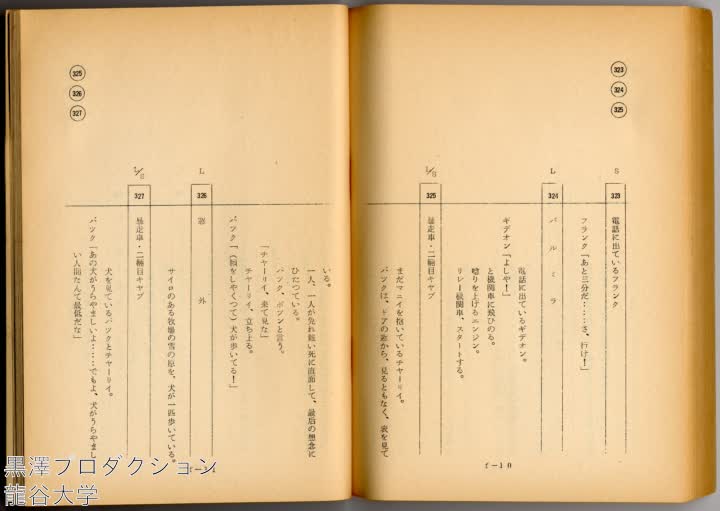 323
324
325
S
323
電話に出ているフランク
フランク「あと三分だ‥‥さ、行け!」
L
324
パルミラ
電話に出ているギデオン。
ギデオン「よしや!」
と機関車に飛びのる。
唸りを上げるエンジン。
リレー機関車、スタートする。
L/S
325
暴走車・二輛目キャブ
まだマニイを抱いているチャーリイ。
バックは、ドアの窓から、見るともなく、表を見て
f-10
325
326
327
いる。
一人、一人が免れ難い死に直面して、最后の想念に
ひたつている。
バック、ポツンと言う。
「チャーリイ、来て見な」
チャーリイ、立ち上る。
バック「(顔をしやくつて)犬が歩いてる!」
L
326
窓外
サイロのある牧場の雪の原を、犬が一匹歩いている。
L/S
327
暴走車・二輛目キャブ
犬を見ているバックとチャーリイ。
バック「あの犬がうらやましいよ‥‥でもよ、犬がうらやまし
い人間なんて最低だな」
f-11
黒澤プロダクション
龍谷大学